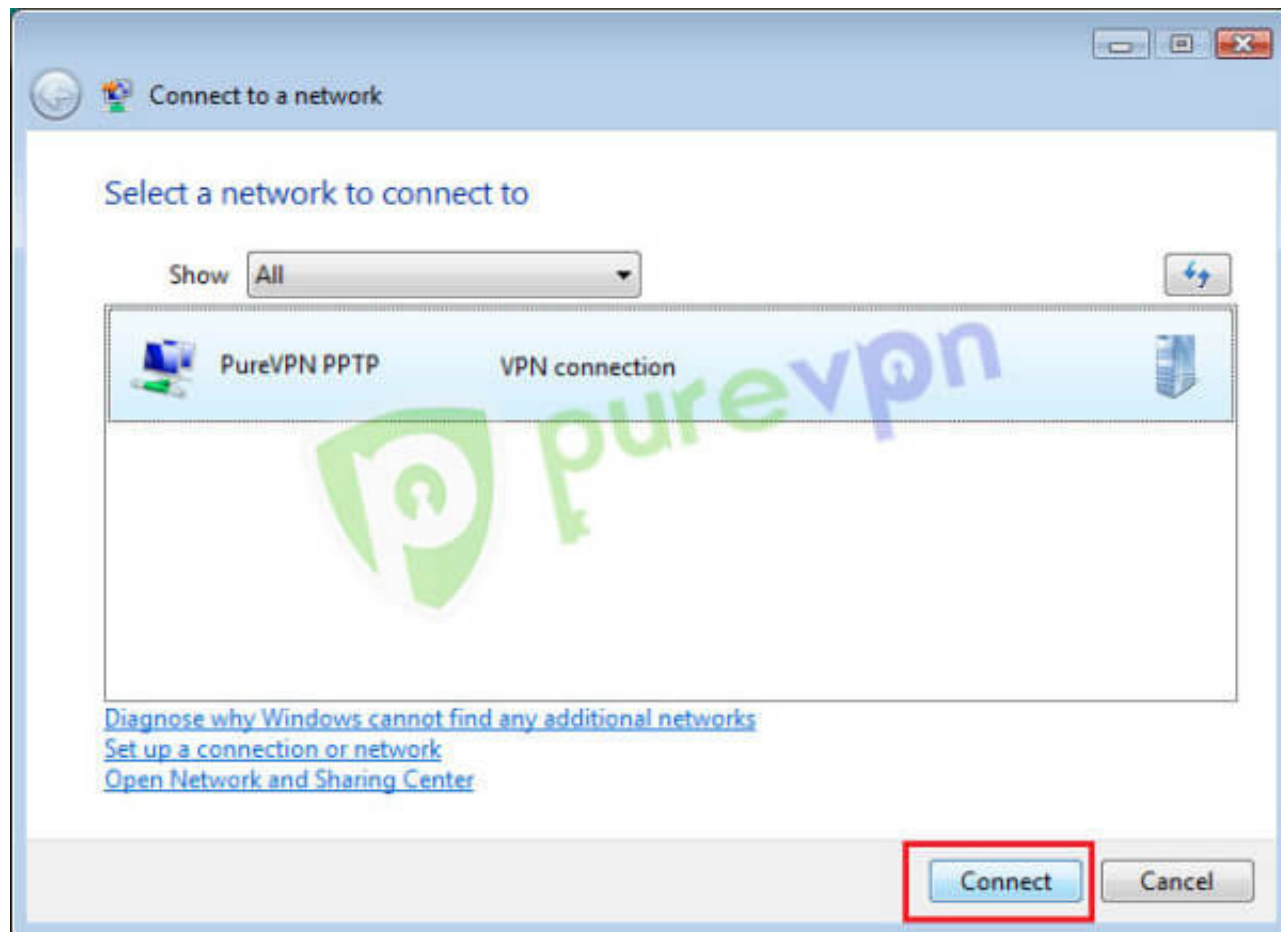 Connect to a network
Select a network to connect to
Show All
PureVPN PPTP VPN connection
purevpn
Diagnose why Windows cannot find any additional networks
Set up a connection or network
Open Network and Sharing Center
Connect Cancel